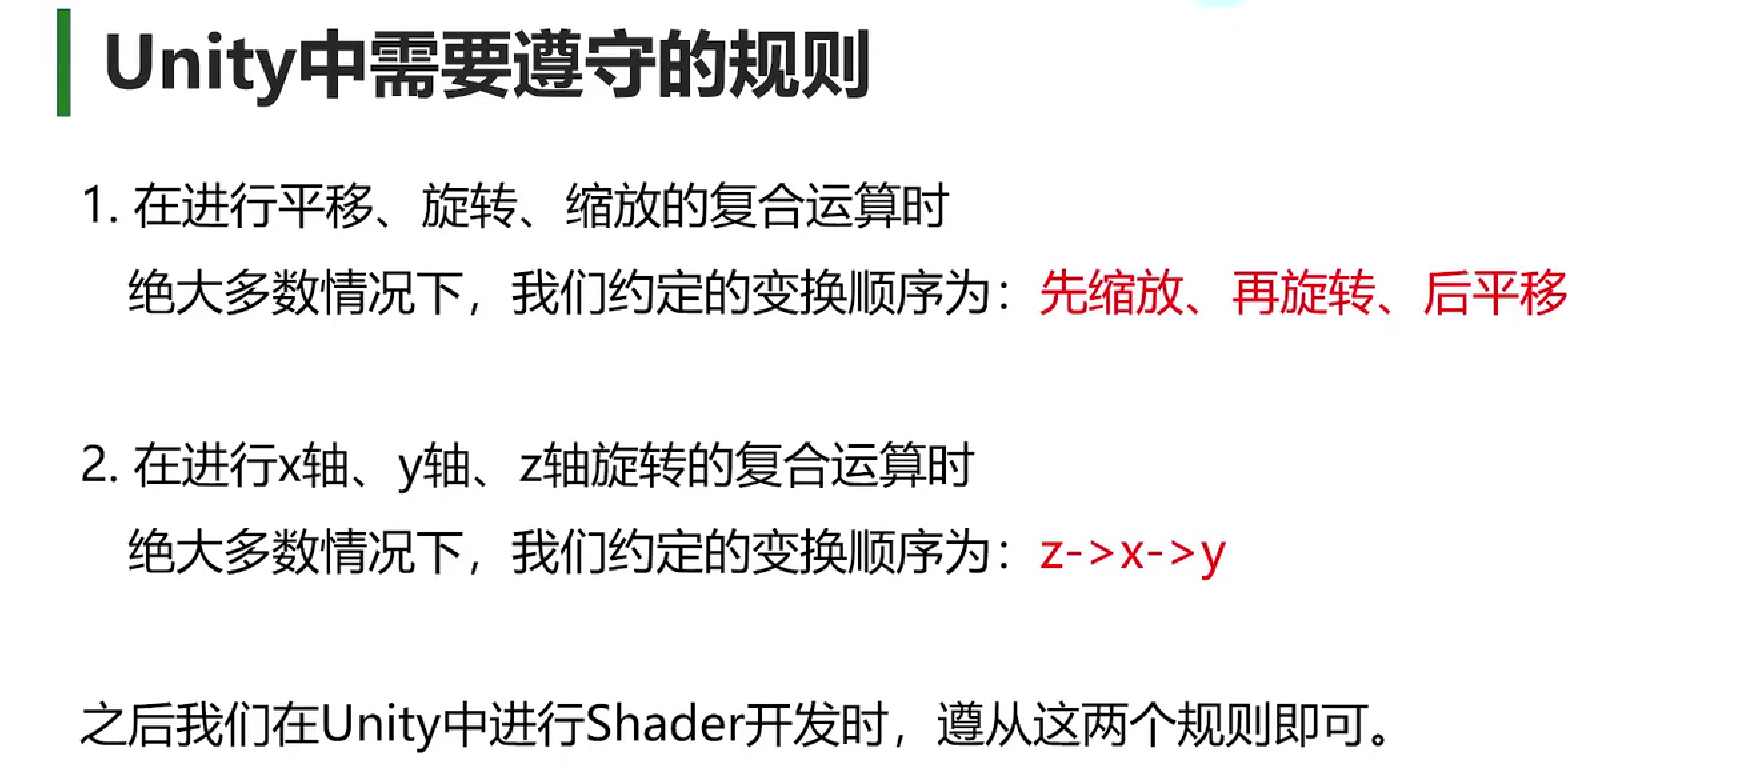 Unity中需要遵守的规则
1. 在进行平移、旋转、缩放的复合运算时
绝大多数情况下，我们约定的变换顺序为：先缩放、再旋转、后平移
2. 在进行x轴、y轴、z轴旋转的复合运算时
绝大多数情况下，我们约定的变换顺序为：z->x->y
之后我们在Unity中进行Shader开发时，遵从这两个规则即可。